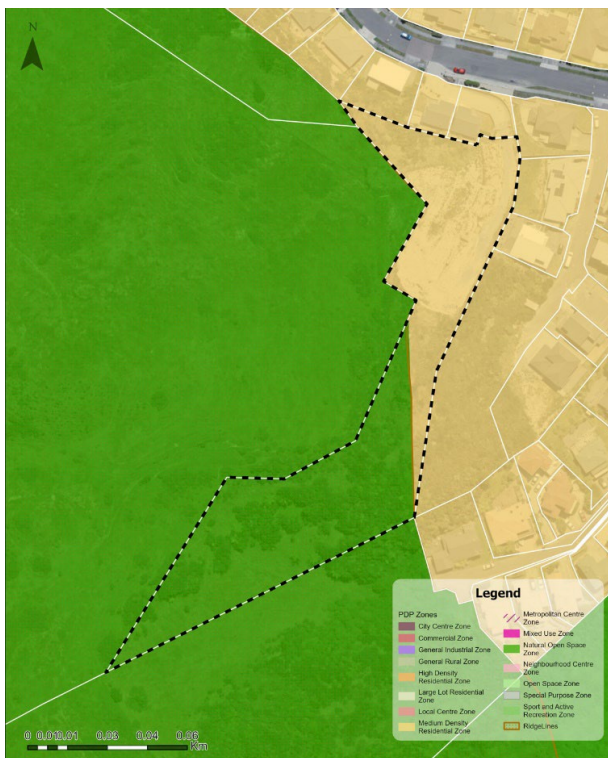 N
Legend
PDP Zones
City Centre Zone
Commercial Zone
General Industrial Zone
General Rural Zone
High Density
Residential Zone
Large Lot Residential
Zone
Local Centre Zone
Medium Density
Residential Zone
Metropolitan Centre
Zone
Mixed Use Zone
Natural Open Space
Zone
Neighbourhood Centre
Zone
Open Space Zone
Special Purpose Zone
Sport and Active
Recreation Zone
RidgeLines
0 0.03 0.04 0.06
Km